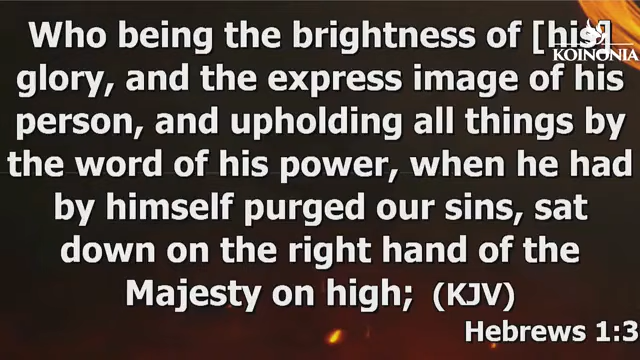 Who being the brightness of [his]
KOINONIA
glory, and the express image of his
person, and upholding all things by
the word of his power, when he had
by himself purged our sins, sat
down on the right hand of the
Majesty on high; (KJV)
Hebrews 1:3